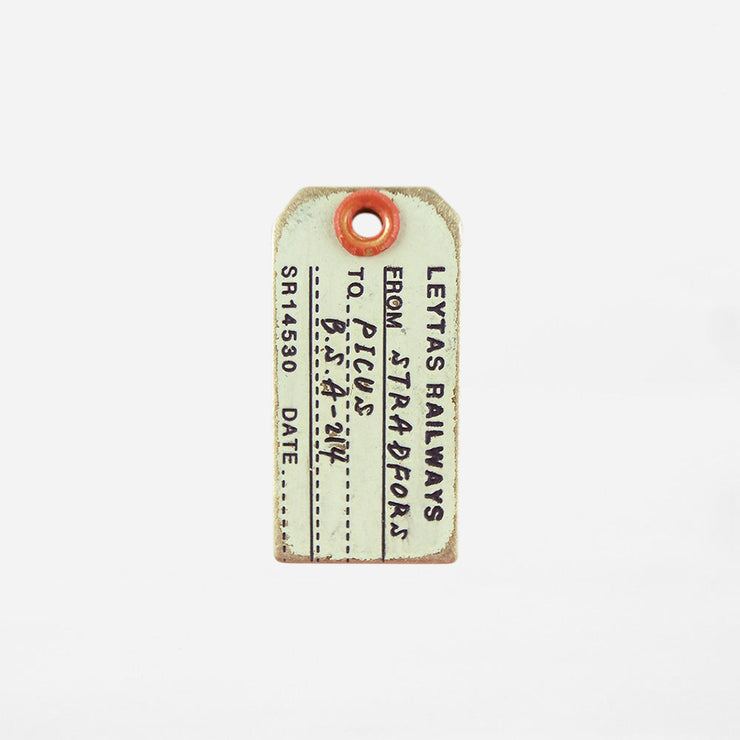 LEYTAS RAILWAYS
FROM STRADFORS
TO PICUS
B.S.A-214
SR14530 DATE